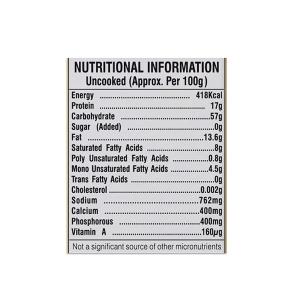 NUTRITIONAL INFORMATION
Uncooked (Approx. Per 100g)
Energy ........ 418Kcal
Protein ........ 17g
Carbohydrate ........ 57g
Sugar (Added) ........ 0g
Fat ........ 13.6g
Saturated Fatty Acids ........ 8g
Poly Unsaturated Fatty Acids ........ 0.8g
Mono Unsaturated Fatty Acids ........ 4.5g
Trans Fatty Acids ........ 0g
Cholesterol ........ 0.002g
Sodium ........ 762mg
Calcium ........ 400mg
Phosphorous ........ 400mg
Vitamin A ........ 160µg
Not a significant source of other micronutrients